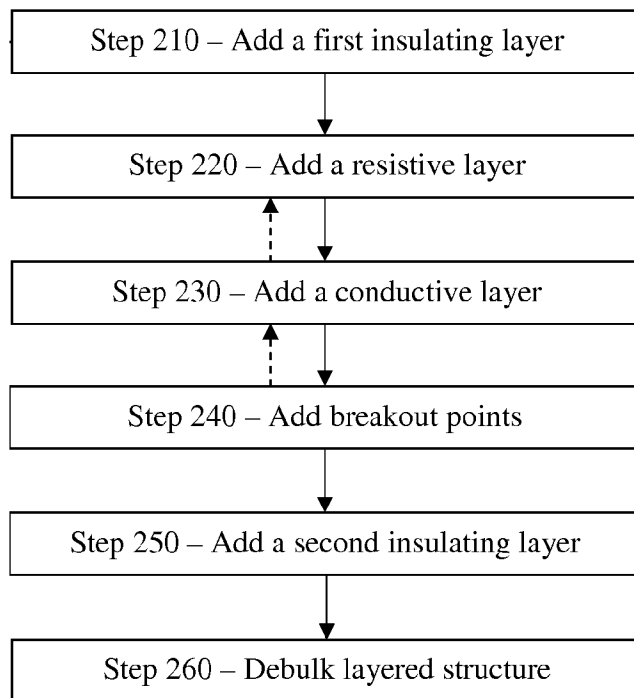 Step 210 – Add a first insulating layer
Step 220 – Add a resistive layer
Step 230 – Add a conductive layer
Step 240 – Add breakout points
Step 250 – Add a second insulating layer
Step 260 – Debulk layered structure